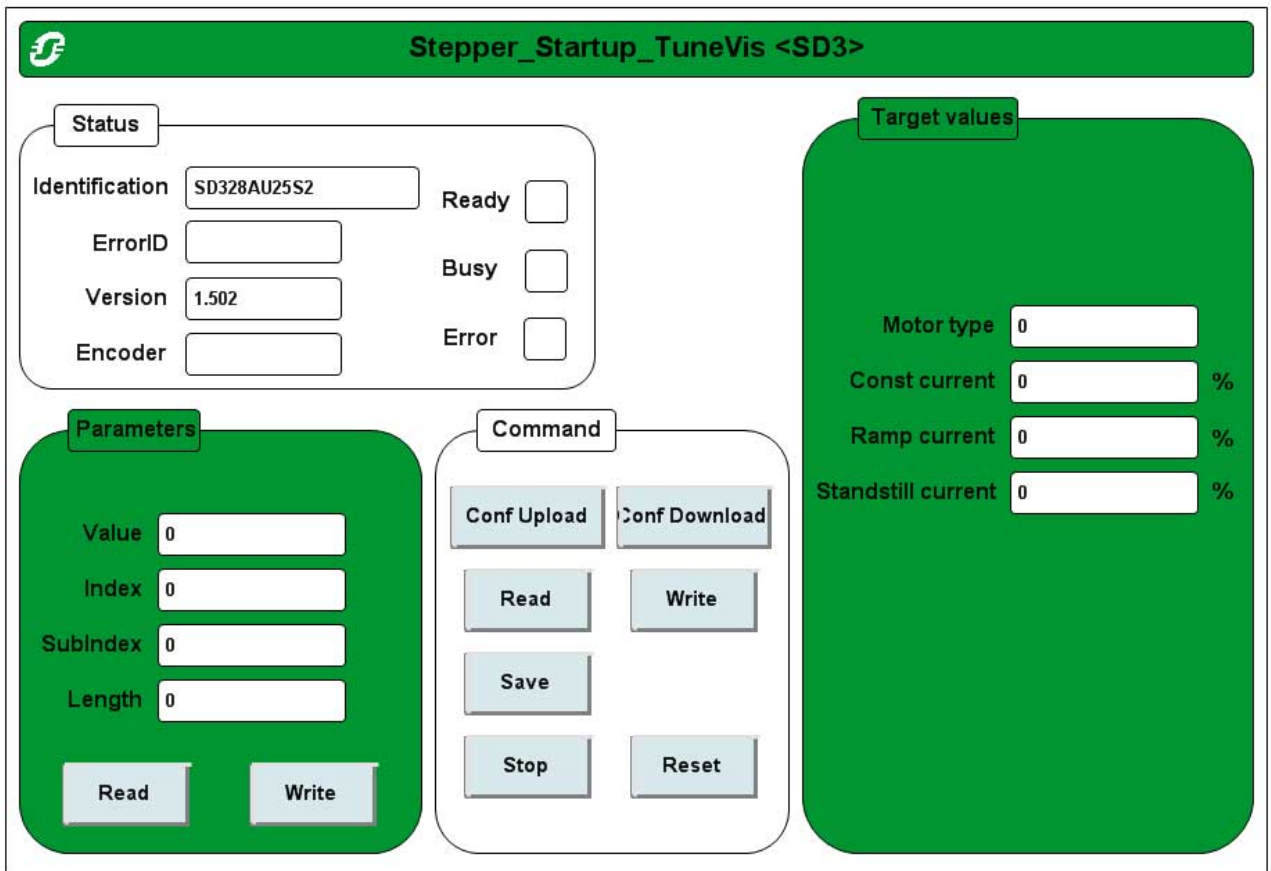 Stepper_Startup_TuneVis <SD3>
Status
Identification SD328AU25S2
ErrorID
Version 1.502
Encoder
Ready
Busy
Error
Parameters
Value 0
Index 0
SubIndex 0
Length 0
Read Write
Command
Conf Upload Conf Download
Read Write
Save
Stop Reset
Target values
Motor type 0
Const current 0 %
Ramp current 0 %
Standstill current 0 %